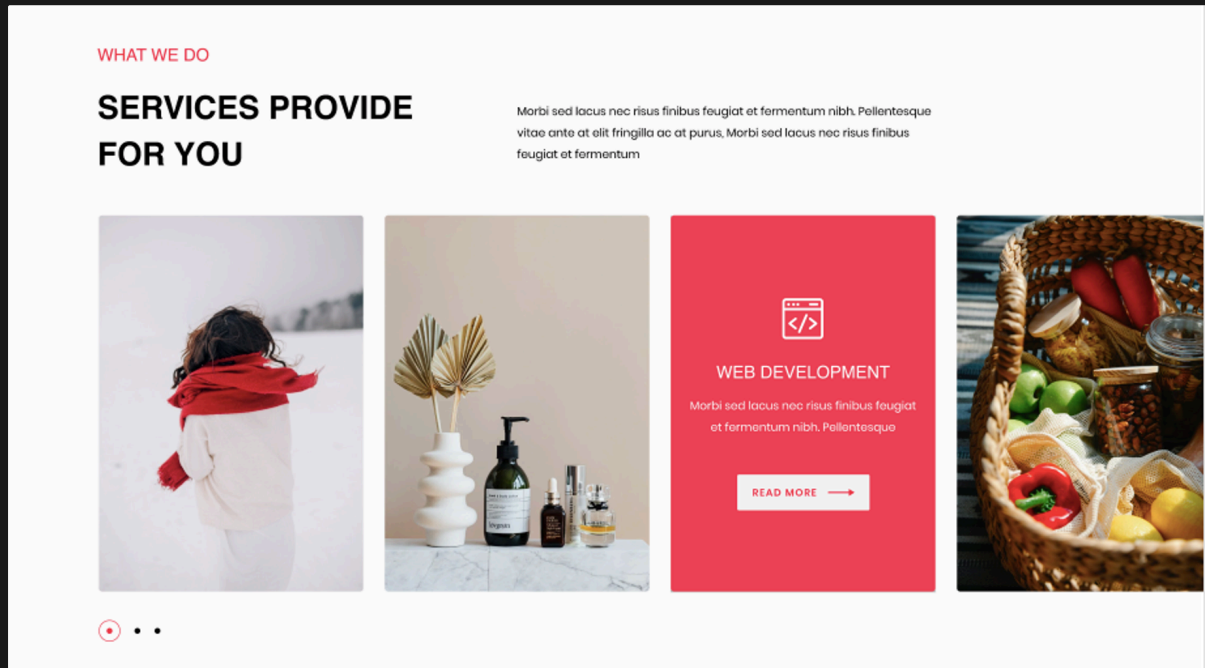 WHAT WE DO
SERVICES PROVIDE
FOR YOU
Morbi sed lacus nec risus finibus feugiat et fermentum nibh. Pellentesque
vitae ante at elit fringilla ac at purus, Morbi sed lacus nec risus finibus
feugiat et fermentum
</>
WEB DEVELOPMENT
Morbi sed lacus nec risus finibus feugiat
et fermentum nibh. Pellentesque
READ MORE